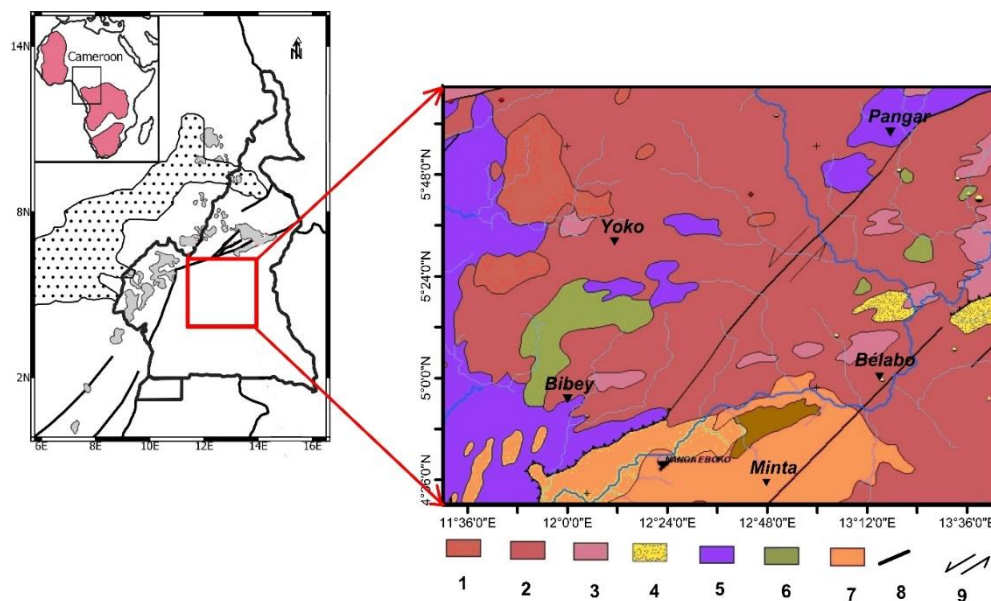 Cameroon
N
14N
8N
2N
6E 8E 10E 12E 14E 16E
Pangar
Yoko
Bélabo
Bibey
NANGA EBOKO
Minta
5°48'0"N
5°24'0"N
5°0'0"N
4°36'0"N
11°36'0"E 12°0'0"E 12°24'0"E 12°48'0"E 13°12'0"E 13°36'0"E
1 2 3 4 5 6 7 8 9